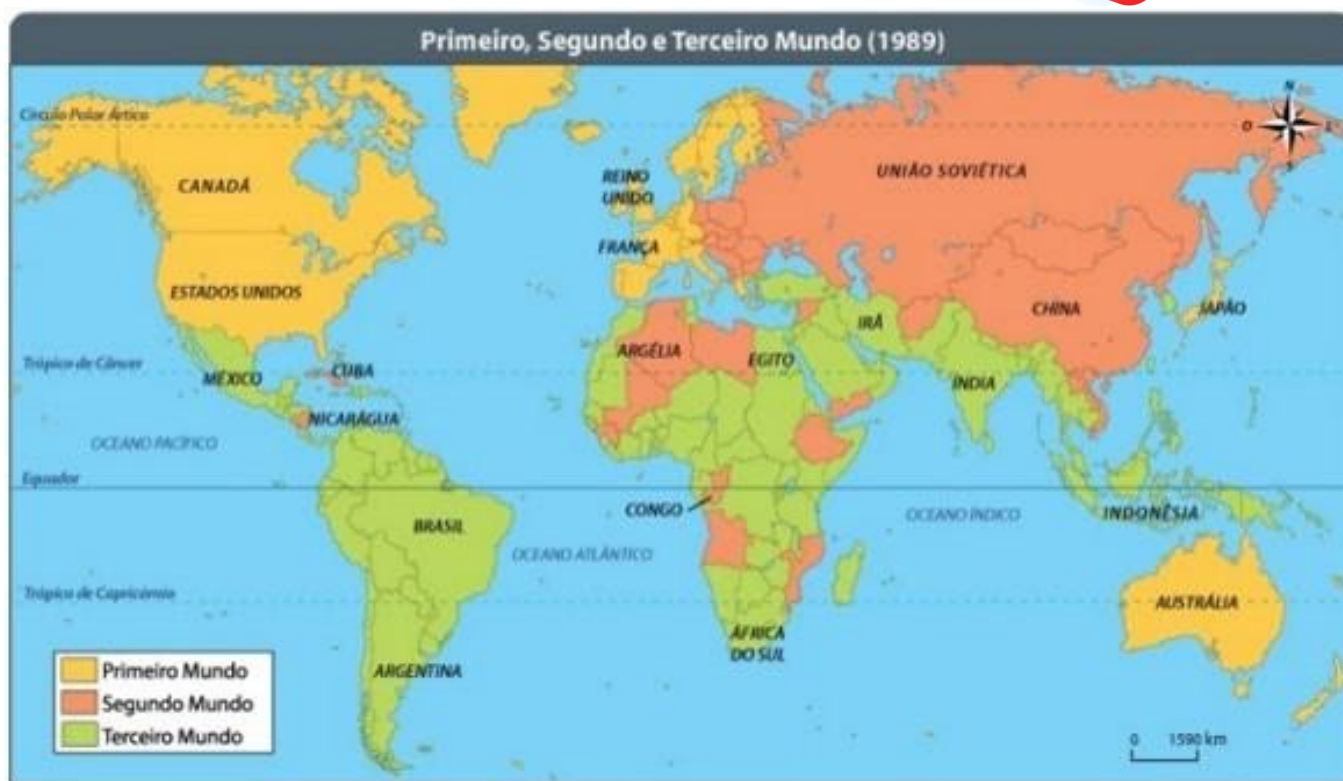 Primeiro, Segundo e Terceiro Mundo (1989)
Círculo Polar Ártico
N
O
E
S
CANADÁ
REINO
UNIDO
UNIÃO SOVIÉTICA
FRANÇA
ESTADOS UNIDOS
CHINA
JAPÃO
IRÃ
ARGÉLIA
EGITO
Trópico de Câncer
MÉXICO
CUBA
ÍNDIA
NICARÁGUA
OCEANO PACÍFICO
Equador
CONGO
OCEANO ÍNDICO
INDONÉSIA
BRASIL
OCEANO ATLÂNTICO
Trópico de Capricórnio
AUSTRÁLIA
ÁFRICA
DO SUL
ARGENTINA
Primeiro Mundo
Segundo Mundo
Terceiro Mundo
0 1590 km